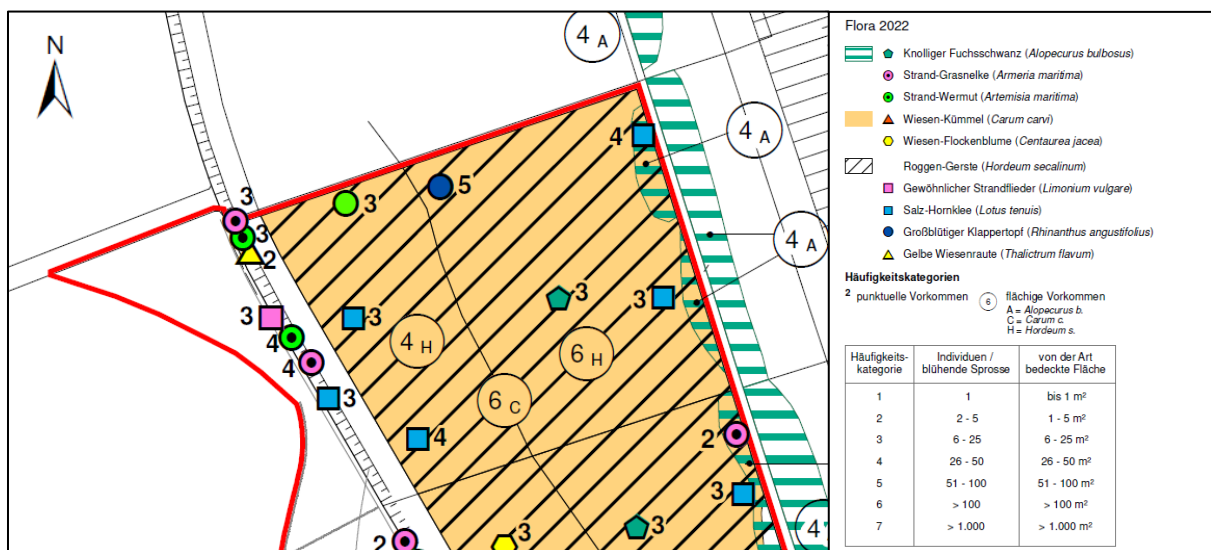 N
4 A
4 A
4 A
4
3
5
3
3
2
3
3
3
3
4 H
6 H
4
4
3
6 C
4
2
3
3
3
2
4
Flora 2022
Knolliger Fuchsschwanz (Alopecurus bulbosus)
Strand-Grasnelke (Armeria maritima)
Strand-Wermut (Artemisia maritima)
Wiesen-Kümmel (Carum carvi)
Wiesen-Flockenblume (Centaurea jacea)
Roggen-Gerste (Hordeum secalinum)
Gewöhnlicher Strandflieder (Limonium vulgare)
Salz-Hornklee (Lotus tenuis)
Großblütiger Klappertopf (Rhinanthus angustifolius)
Gelbe Wiesenraute (Thalictrum flavum)
Häufigkeitskategorien
2 punktuelle Vorkommen 6 flächige Vorkommen
A = Alopecurus b.
C = Carum c.
H = Hordeum s.
Häufigkeits-kategorie Individuen / blühende Sprosse von der Art bedeckte Fläche
1 1 bis 1 m²
2 2 - 5 1 - 5 m²
3 6 - 25 6 - 25 m²
4 26 - 50 26 - 50 m²
5 51 - 100 51 - 100 m²
6 > 100 > 100 m²
7 > 1.000 > 1.000 m²